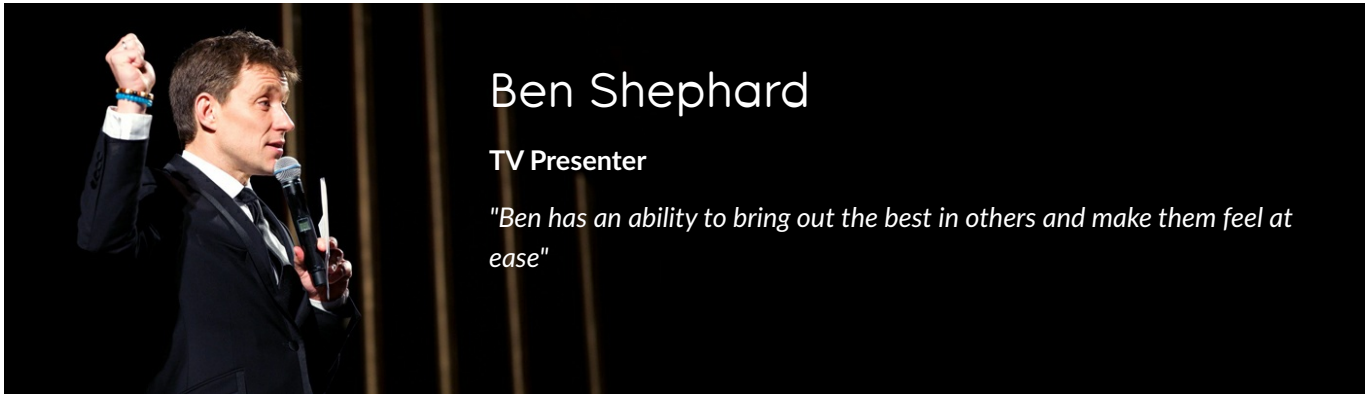 Ben Shephard
TV Presenter
"Ben has an ability to bring out the best in others and make them feel at
ease"